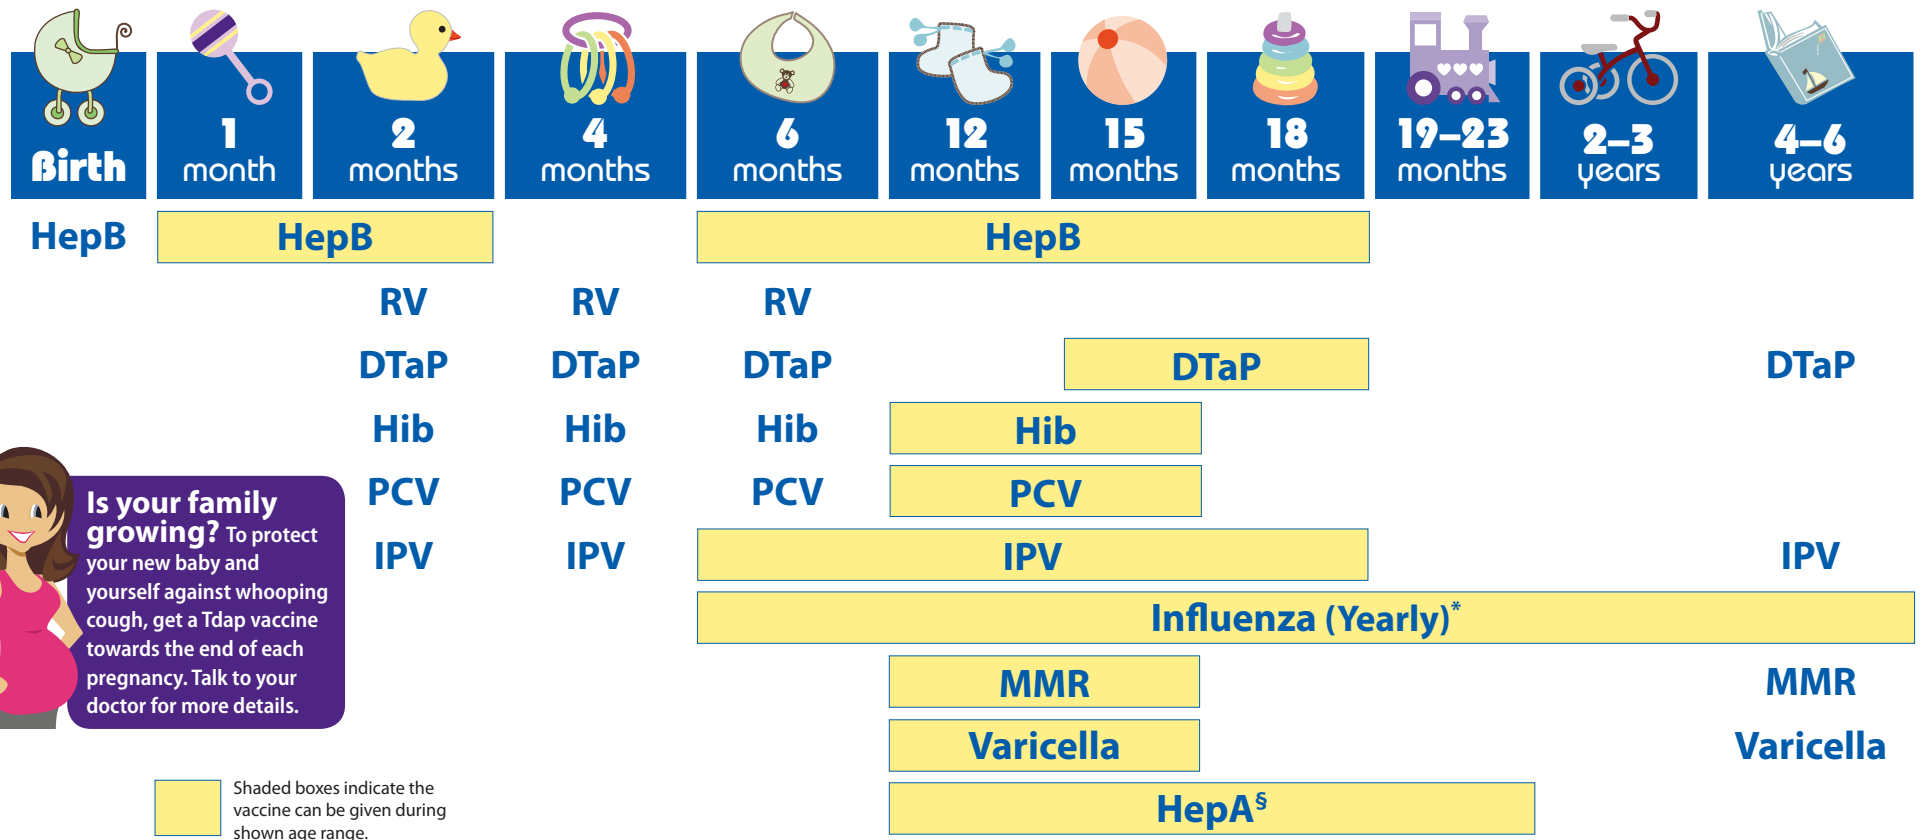 Birth
1
month
2
months
4
months
6
months
12
months
15
months
18
months
19–23
months
2–3
years
4–6
years
HepB HepB HepB
RV RV RV
DTaP DTaP DTaP DTaP DTaP
Hib Hib Hib Hib
PCV PCV PCV PCV
IPV IPV IPV IPV
Influenza (Yearly)*
MMR MMR
Varicella Varicella
HepA§
Is your family
growing? To protect
your new baby and
yourself against whooping
cough, get a Tdap vaccine
towards the end of each
pregnancy. Talk to your
doctor for more details.
Shaded boxes indicate the
vaccine can be given during
shown age range.